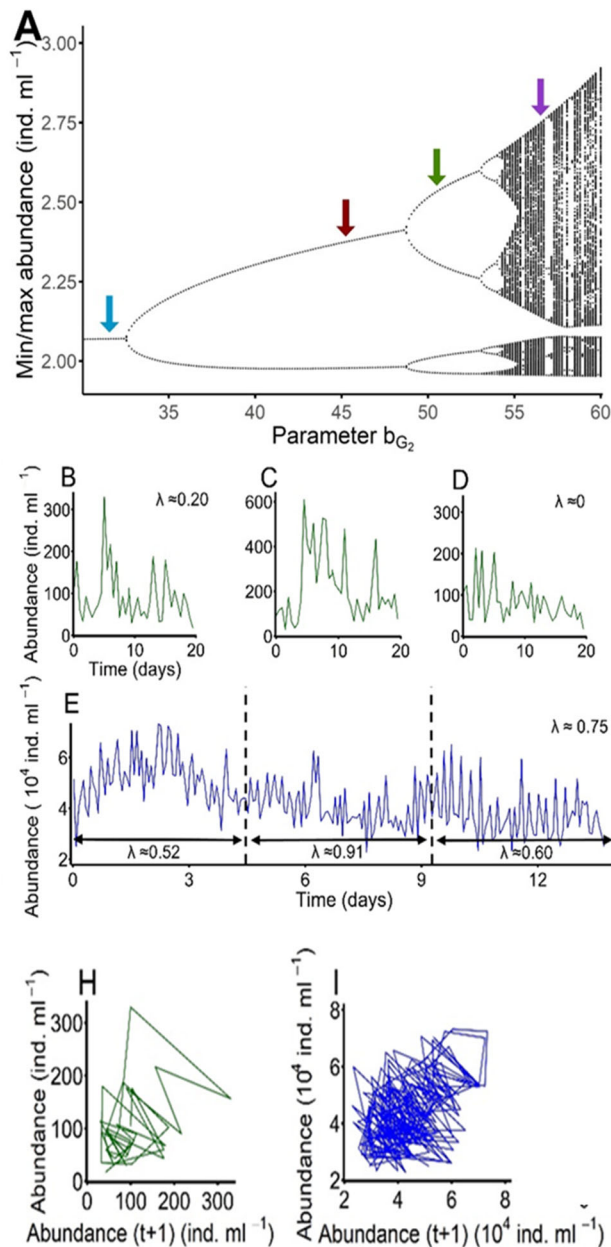 A
Min/max abundance (ind. ml ⁻¹)
3.00
2.75
2.50
2.25
2.00
35 40 45 50 55 60
Parameter b_G₂
B
λ ≈0.20
Abundance (ind. ml ⁻¹)
300
200
100
0
0 10 20
Time (days)
C
600
400
200
0
0 10 20
D
λ ≈0
300
200
100
0
0 10 20
E
λ ≈ 0.75
Abundance ( 10⁴ ind. ml ⁻¹)
6
4
2
λ ≈0.52 λ ≈0.91 λ ≈0.60
0 3 6 9 12
Time (days)
H
Abundance (ind. ml ⁻¹)
300
200
100
0
0 100 200 300
Abundance (t+1) (ind. ml ⁻¹)
I
Abundance (10⁴ ind. ml ⁻¹)
8
6
4
2
2 4 6 8
Abundance (t+1) (10⁴ ind. ml ⁻¹)